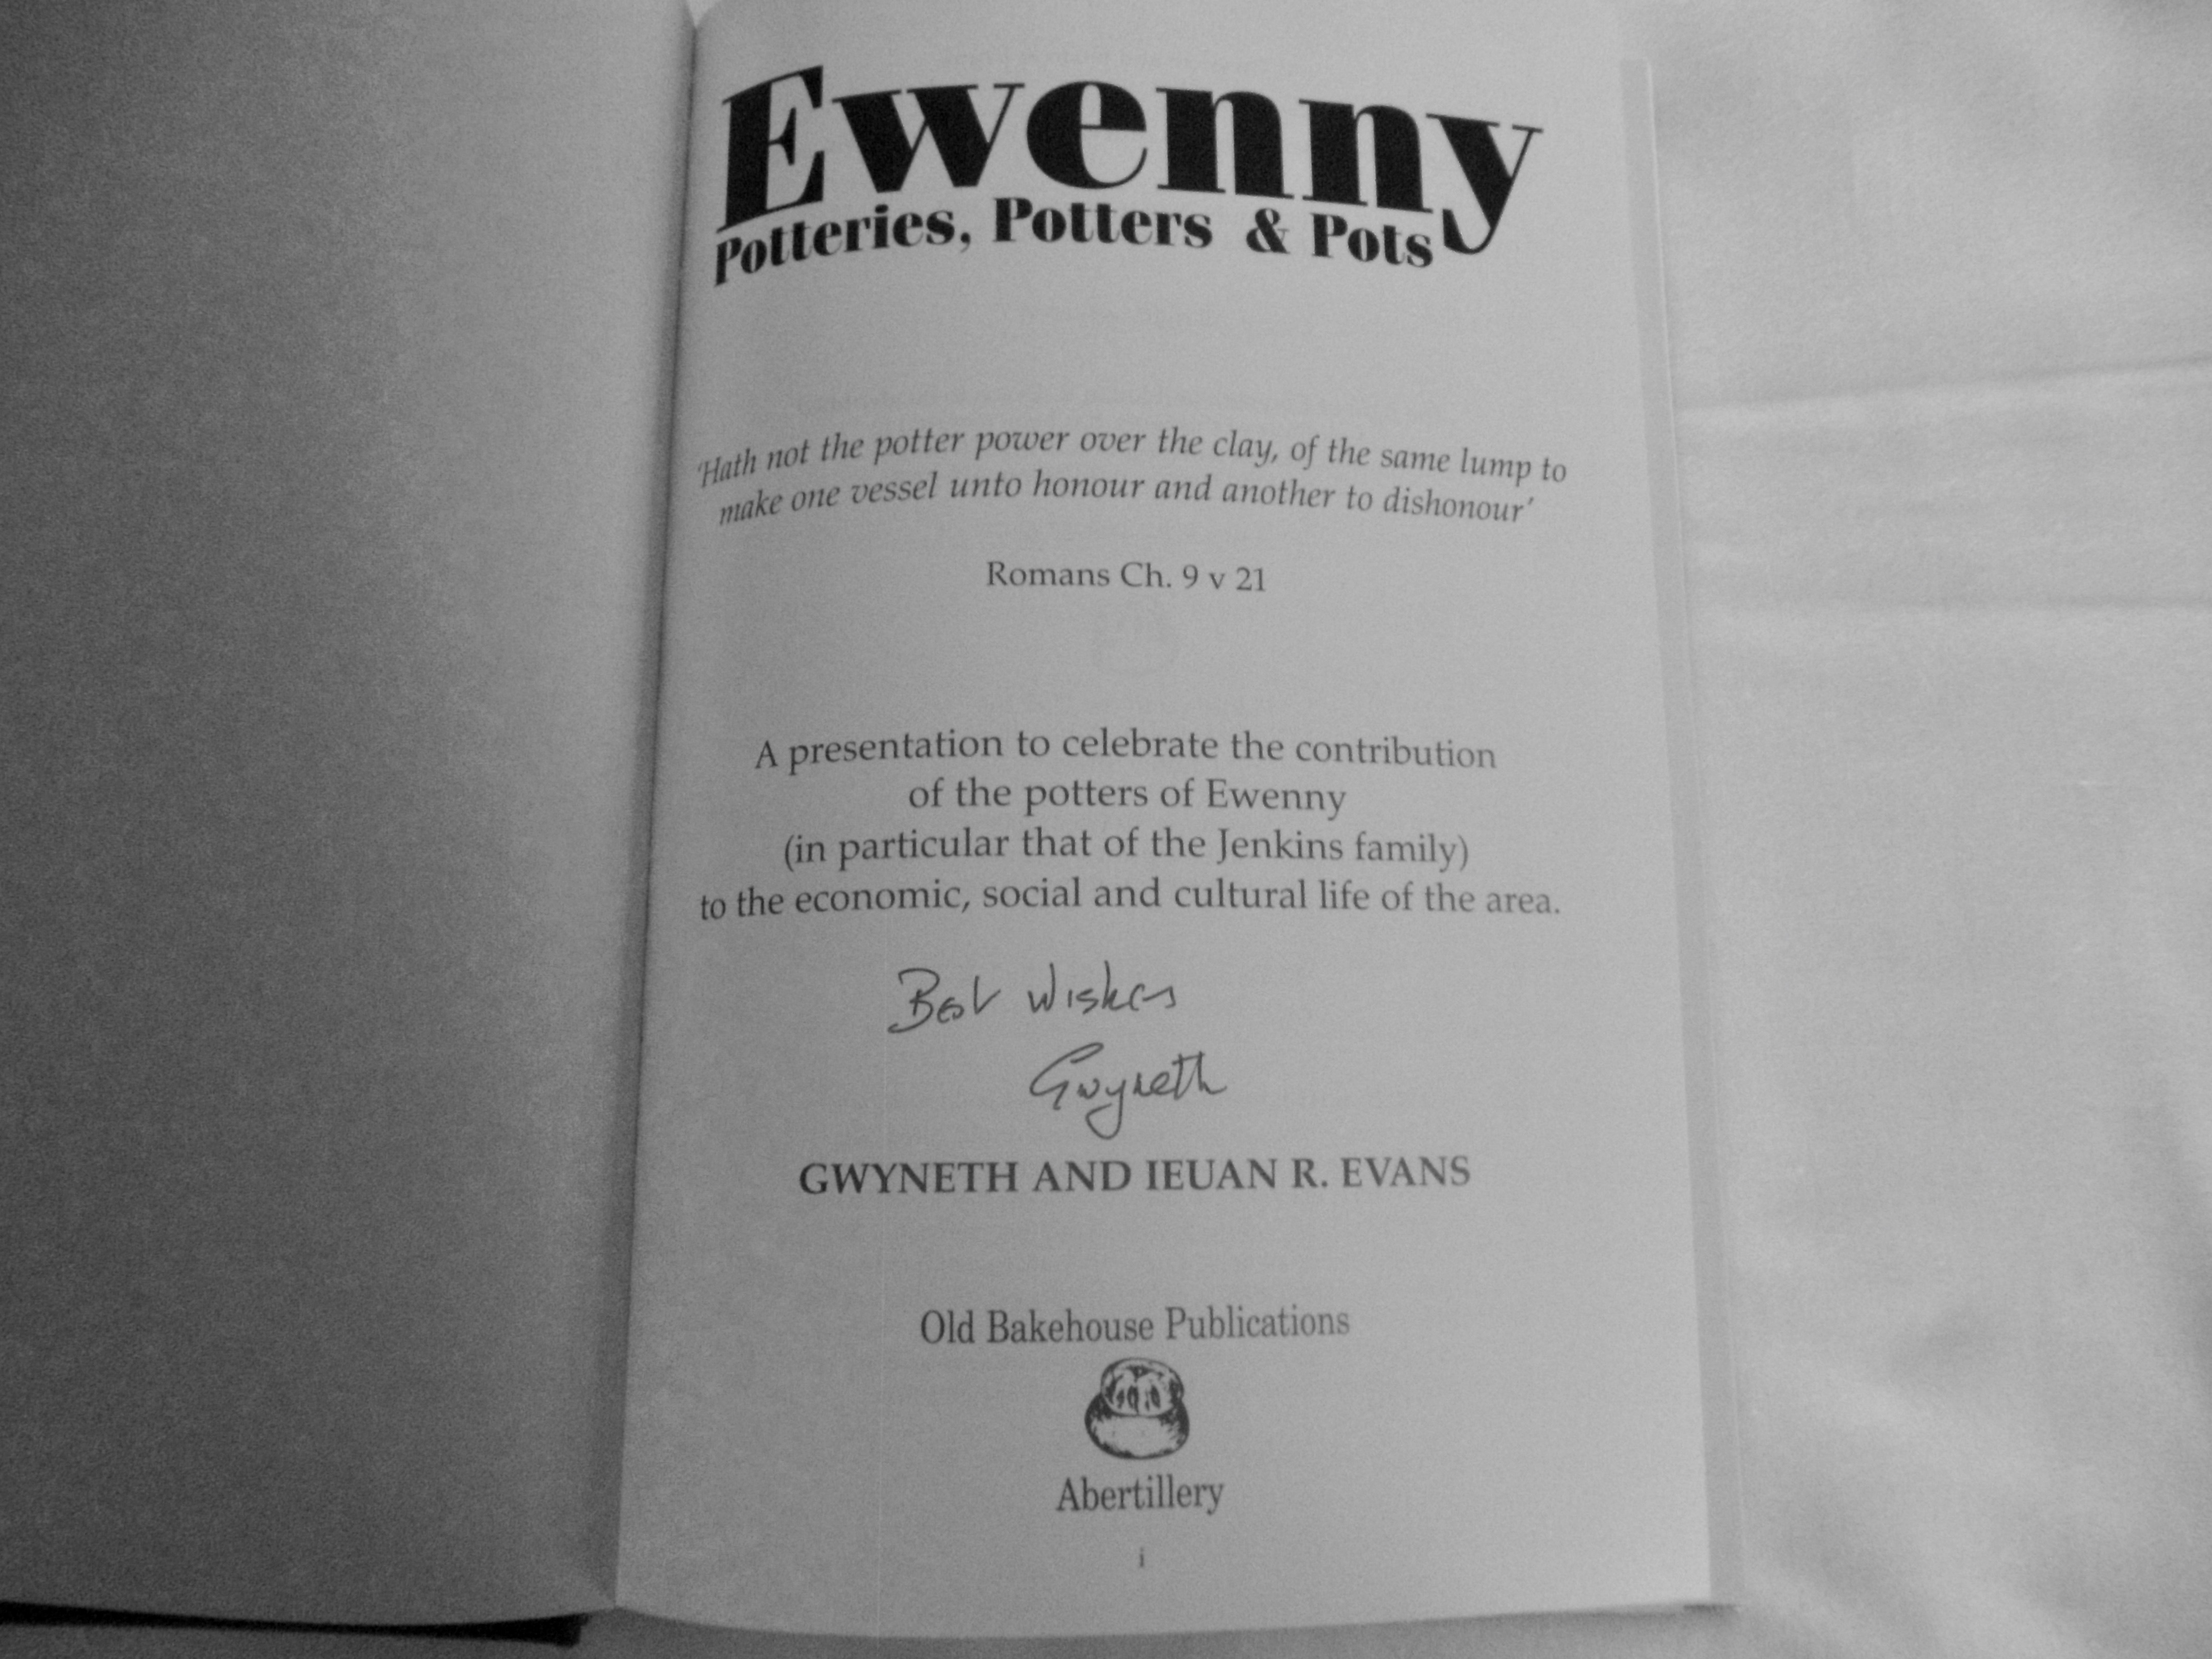 Ewenny
Potteries, Potters & Pots
'Hath not the potter power over the clay, of the same lump to
make one vessel unto honour and another to dishonour'
Romans Ch. 9 v 21
A presentation to celebrate the contribution
of the potters of Ewenny
(in particular that of the Jenkins family)
to the economic, social and cultural life of the area.
Best Wishes
Gwyneth
GWYNETH AND IEUAN R. EVANS
Old Bakehouse Publications
Abertillery
i